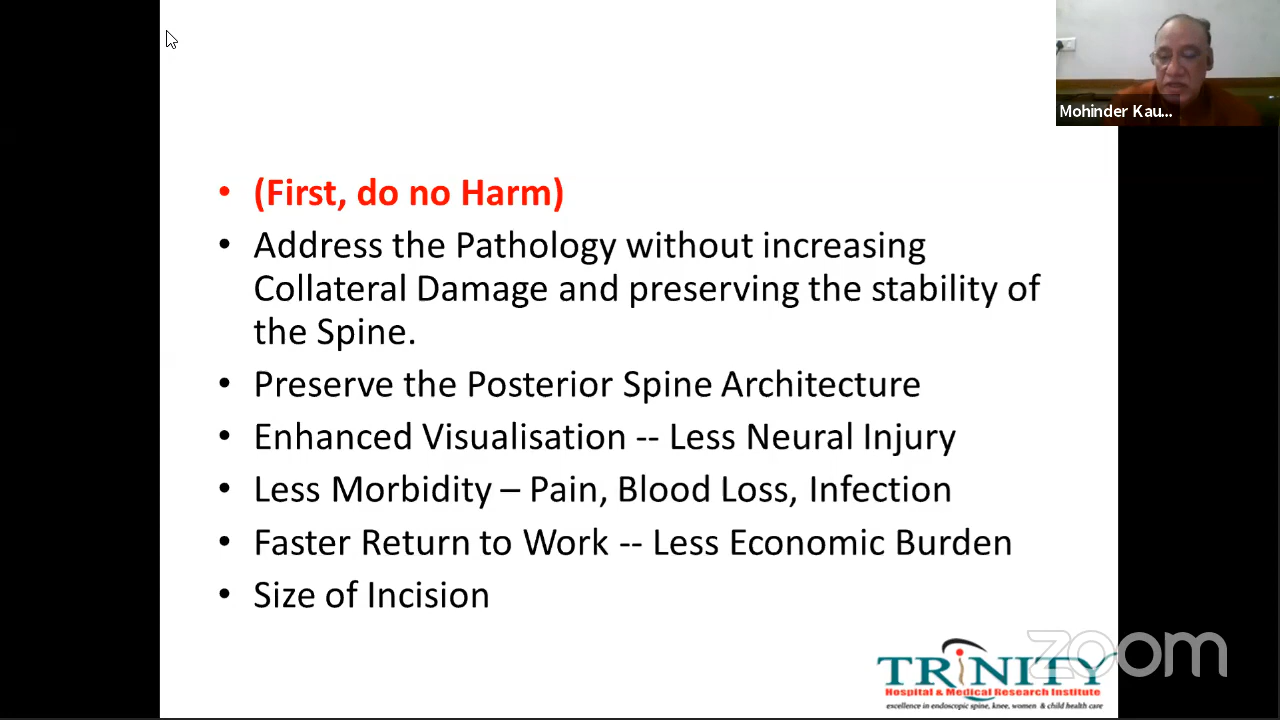 Mohinder Kau...
• (First, do no Harm)
• Address the Pathology without increasing
Collateral Damage and preserving the stability of
the Spine.
• Preserve the Posterior Spine Architecture
• Enhanced Visualisation -- Less Neural Injury
• Less Morbidity – Pain, Blood Loss, Infection
• Faster Return to Work -- Less Economic Burden
• Size of Incision
zoom
TRiNITY
Hospital & Medical Research Institute
excellence in endoscopic spine, knee, women & child health care